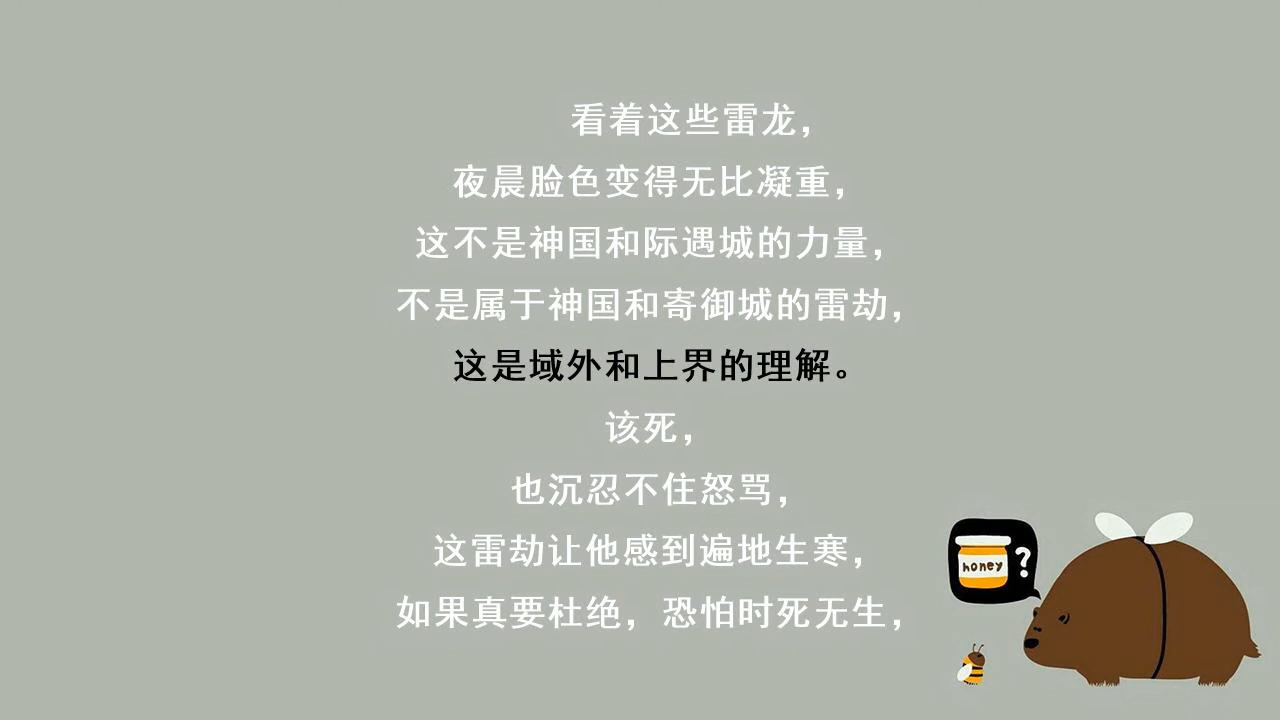 看着这些雷龙，
夜晨脸色变得无比凝重，
这不是神国和际遇城的力量，
不是属于神国和寄御城的雷劫，
这是域外和上界的理解。
该死，
也沉忍不住怒骂，
这雷劫让他感到遍地生寒，
如果真要杜绝，恐怕时死无生，
honey
?